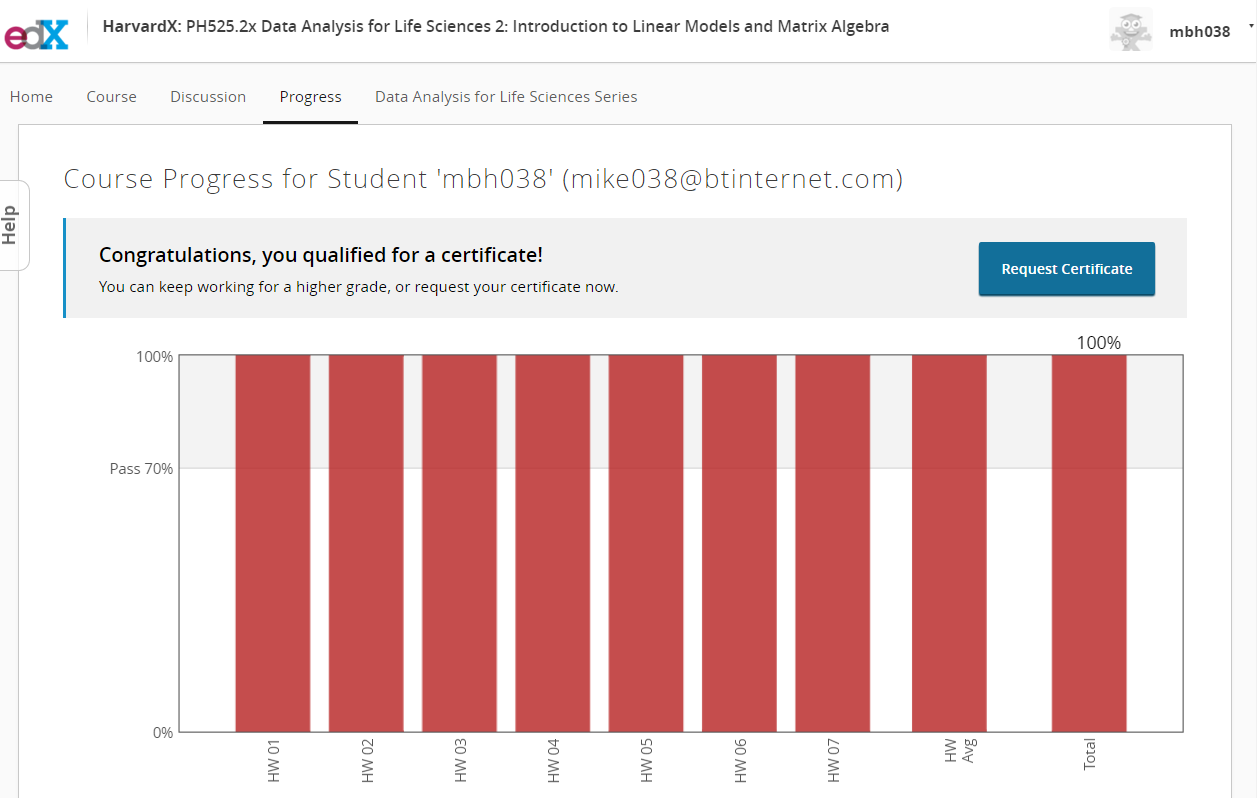 edX
HarvardX: PH525.2x Data Analysis for Life Sciences 2: Introduction to Linear Models and Matrix Algebra
mbh038
Home
Course
Discussion
Progress
Data Analysis for Life Sciences Series
Help
Course Progress for Student 'mbh038' (mike038@btinternet.com)
Congratulations, you qualified for a certificate!
You can keep working for a higher grade, or request your certificate now.
Request Certificate
100%
100%
Pass 70%
0%
HW 01
HW 02
HW 03
HW 04
HW 05
HW 06
HW 07
HW
Avg
Total